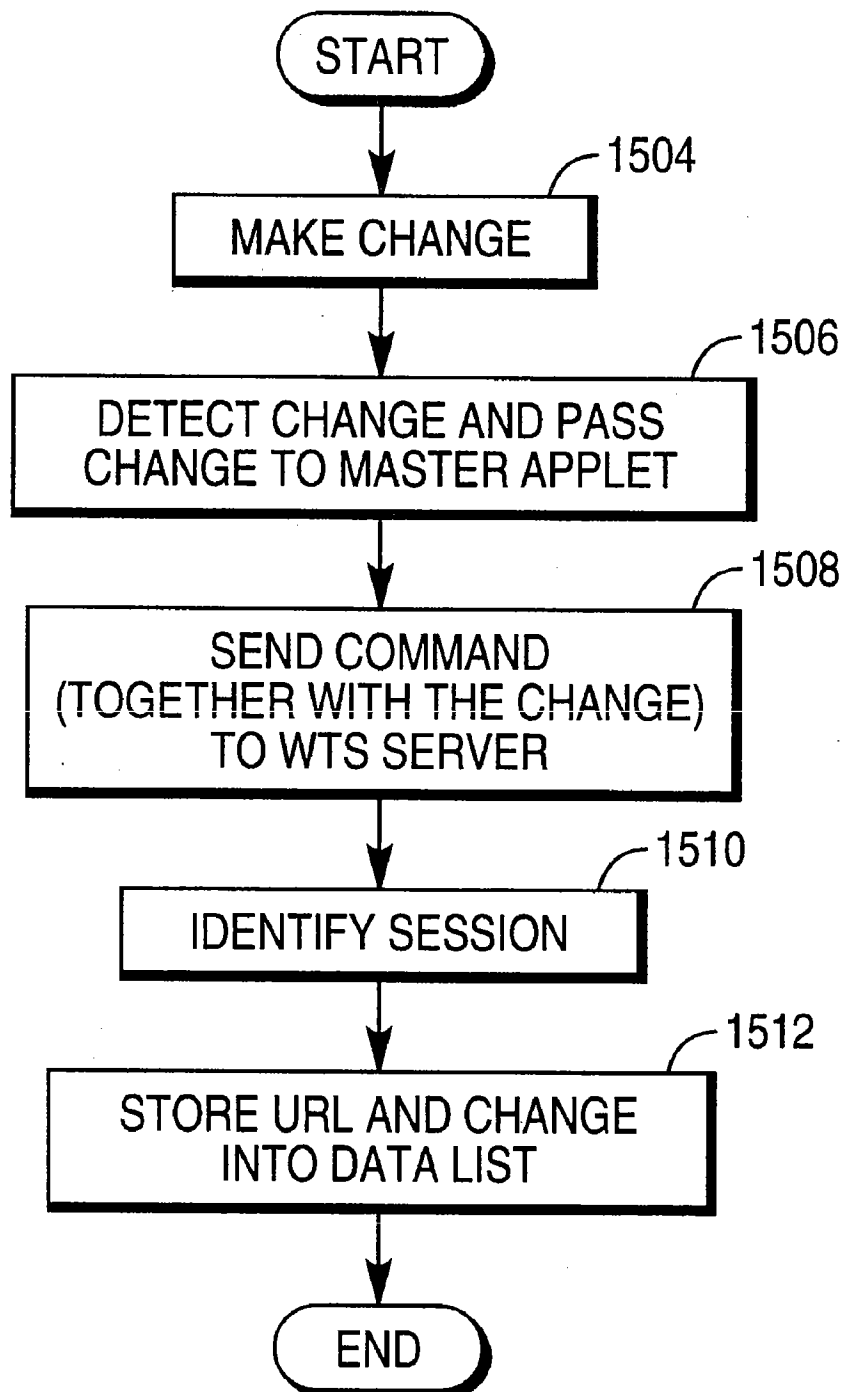 START
1504
MAKE CHANGE
1506
DETECT CHANGE AND PASS
CHANGE TO MASTER APPLET
1508
SEND COMMAND
(TOGETHER WITH THE CHANGE)
TO WTS SERVER
1510
IDENTIFY SESSION
1512
STORE URL AND CHANGE
INTO DATA LIST
END